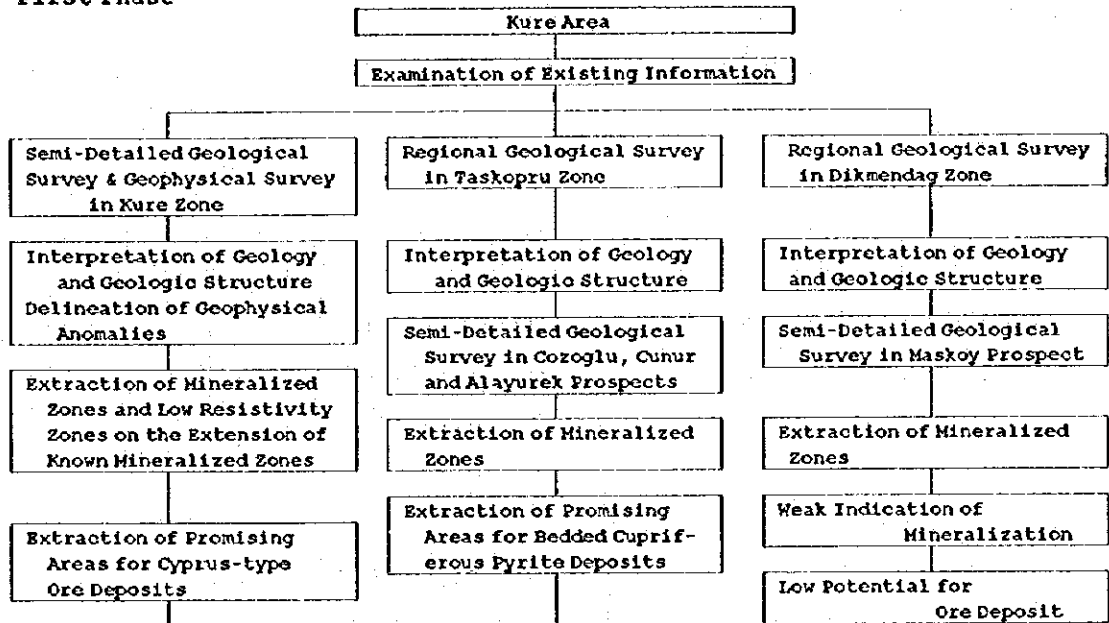 First Phase
Kure Area
Examination of Existing Information
Semi-Detailed Geological
Survey & Geophysical Survey
in Kure Zone
Interpretation of Geology
and Geologic Structure
Delineation of Geophysical
Anomalies
Extraction of Mineralized
Zones and Low Resistivity
Zones on the Extension of
Known Mineralized Zones
Extraction of Promising
Areas for Cyprus-type
Ore Deposits
Regional Geological Survey
in Taskopru Zone
Interpretation of Geology
and Geologic Structure
Semi-Detailed Geological
Survey in Cozoglu, Cunur
and Alayurek Prospects
Extraction of Mineralized
Zones
Extraction of Promising
Areas for Bedded Cuprif-
erous Pyrite Deposits
Regional Geological Survey
in Dikmendag Zone
Interpretation of Geology
and Geologic Structure
Semi-Detailed Geological
Survey in Maskoy Prospect
Extraction of Mineralized
Zones
Weak Indication of
Mineralization
Low Potential for
Ore Deposit